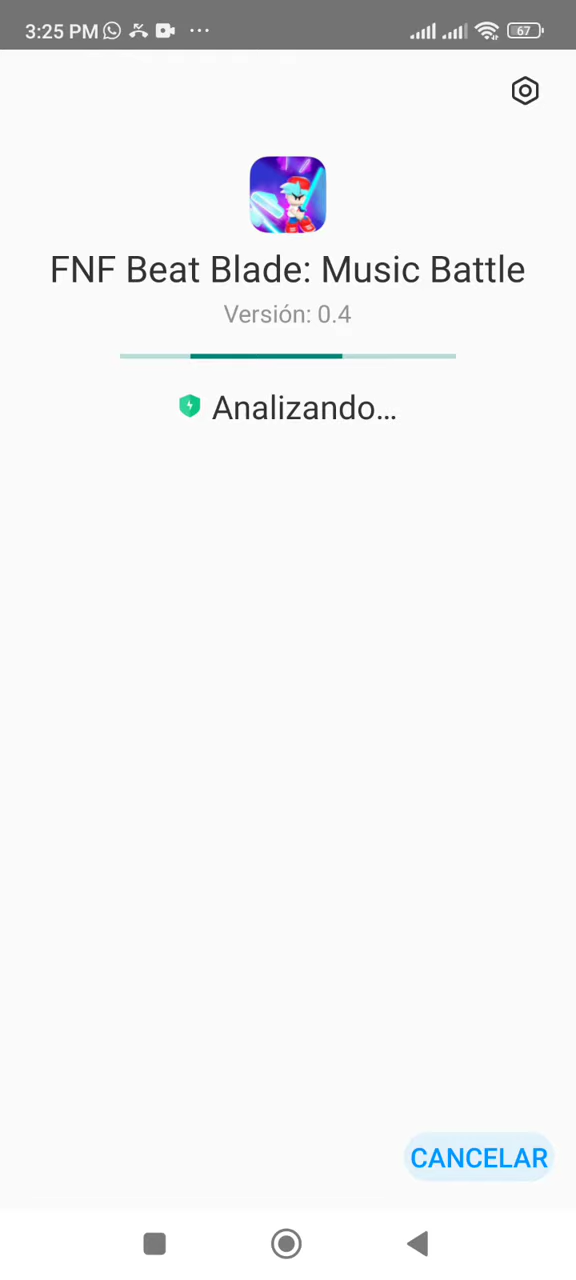 3:25 PM 67
FNF Beat Blade: Music Battle
Versión: 0.4
Analizando...
CANCELAR